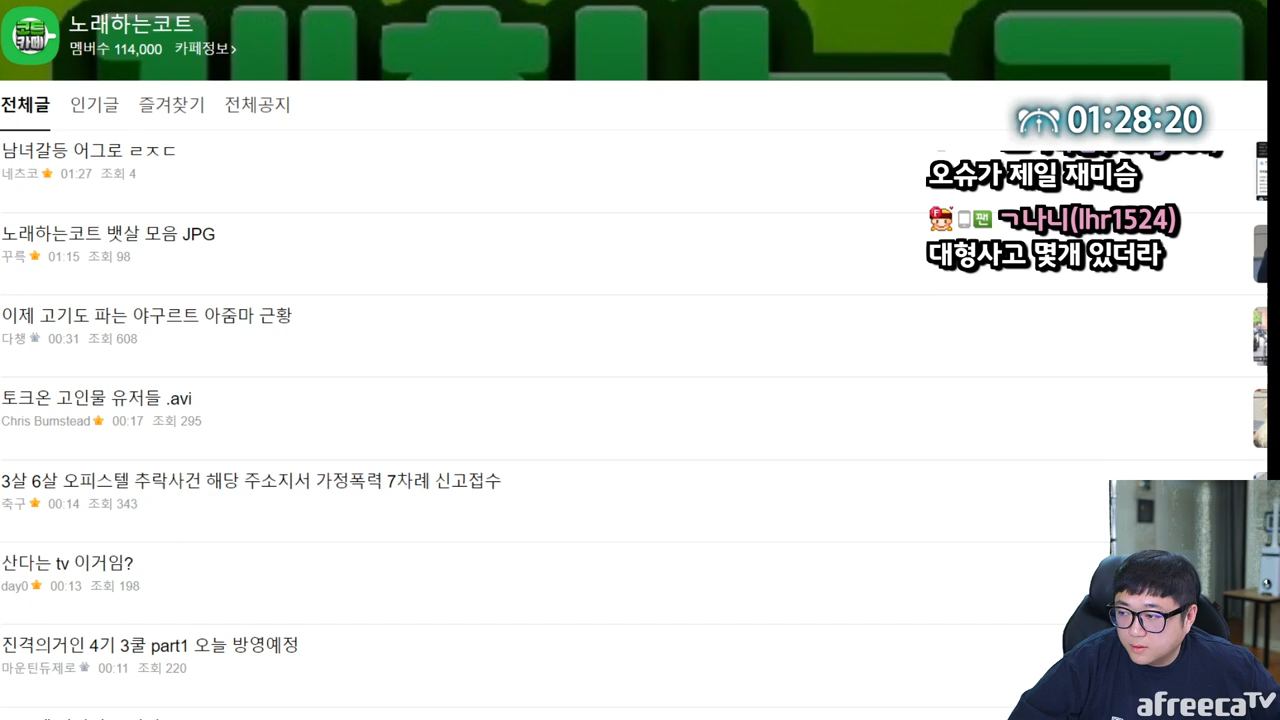 코트
카페
노래하는코트
멤버수 114,000 카페정보 >
전체글 인기글 즐겨찾기 전체공지
01:28:20
남녀갈등 어그로 ㄹㅈㄷ
네츠코 01:27 조회 4
오슈가 제일 재미슴
ㄱ나니(lhr1524)
대형사고 몇개 있더라
노래하는코트 뱃살 모음 JPG
꾸륵 01:15 조회 98
이제 고기도 파는 야구르트 아줌마 근황
다챙 00:31 조회 608
토크온 고인물 유저들 .avi
Chris Bumstead 00:17 조회 295
3살 6살 오피스텔 추락사건 해당 주소지서 가정폭력 7차례 신고접수
축구 00:14 조회 343
산다는 tv 이거임?
day0 00:13 조회 198
진격의거인 4기 3쿨 part1 오늘 방영예정
마운틴듀제로 00:11 조회 220
afreecaTV